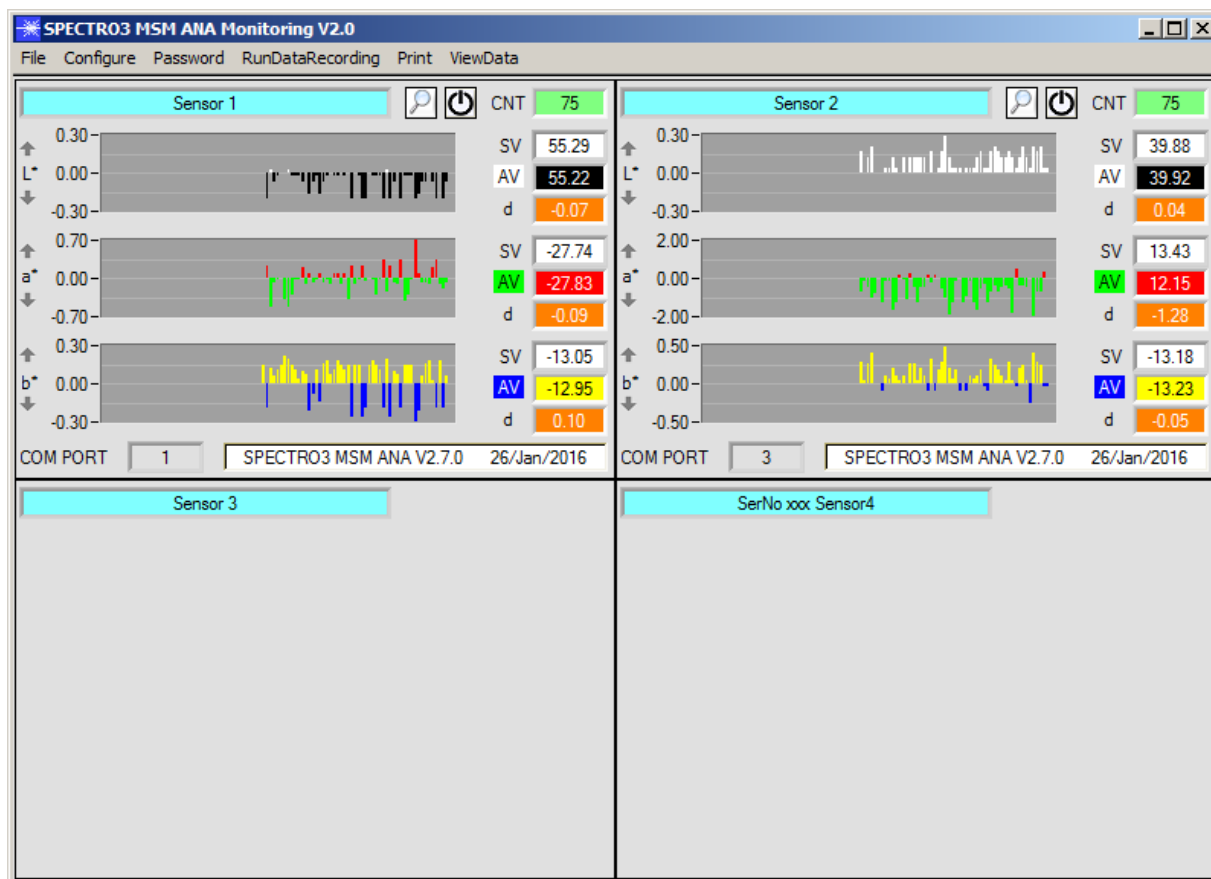 SPECTRO3 MSM ANA Monitoring V2.0
File Configure Password RunDataRecording Print ViewData
Sensor 1 CNT 75
0.30
L* 0.00
-0.30
SV 55.29
AV 55.22
d -0.07
0.70
a* 0.00
-0.70
SV -27.74
AV -27.83
d -0.09
0.30
b* 0.00
-0.30
SV -13.05
AV -12.95
d 0.10
COM PORT 1 SPECTRO3 MSM ANA V2.7.0 26/Jan/2016
Sensor 2 CNT 75
0.30
L* 0.00
-0.30
SV 39.88
AV 39.92
d 0.04
2.00
a* 0.00
-2.00
SV 13.43
AV 12.15
d -1.28
0.50
b* 0.00
-0.50
SV -13.18
AV -13.23
d -0.05
COM PORT 3 SPECTRO3 MSM ANA V2.7.0 26/Jan/2016
Sensor 3
SerNo xxx Sensor4